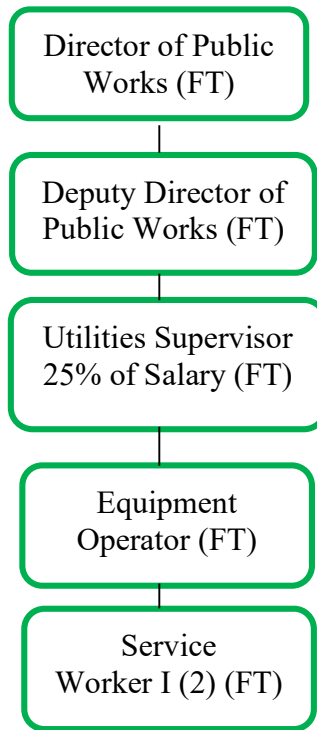 Director of Public
Works (FT)
Deputy Director of
Public Works (FT)
Utilities Supervisor
25% of Salary (FT)
Equipment
Operator (FT)
Service
Worker I (2) (FT)